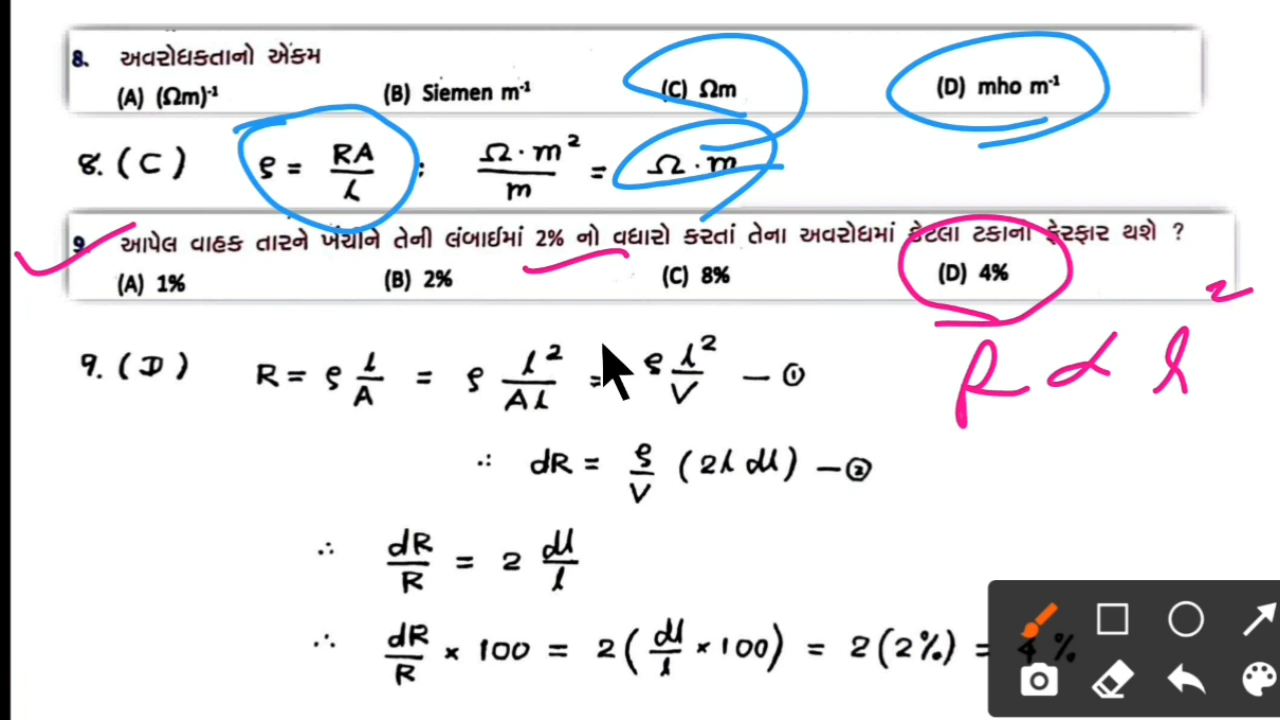 8. અવરોધકતાનો એકમ
(A) (Ωm)⁻¹ (B) Siemen m⁻¹ (C) Ωm (D) mho m⁻¹
8. (C) ρ = RA/l ; Ω·m²/m = Ω·m
9. આપેલ વાહક તારને ખેંચીને તેની લંબાઈમાં 2% નો વધારો કરતાં તેના અવરોધમાં કેટલા ટકાનો ફેરફાર થશે ?
(A) 1% (B) 2% (C) 8% (D) 4%
R ∝ l²
9. (D) R = ρ l/A = ρ l²/Al = ρ l²/V — ①
∴ dR = ρ/V (2l dl) — ②
∴ dR/R = 2 dl/l
∴ dR/R × 100 = 2(dl/l × 100) = 2(2%) = 4%